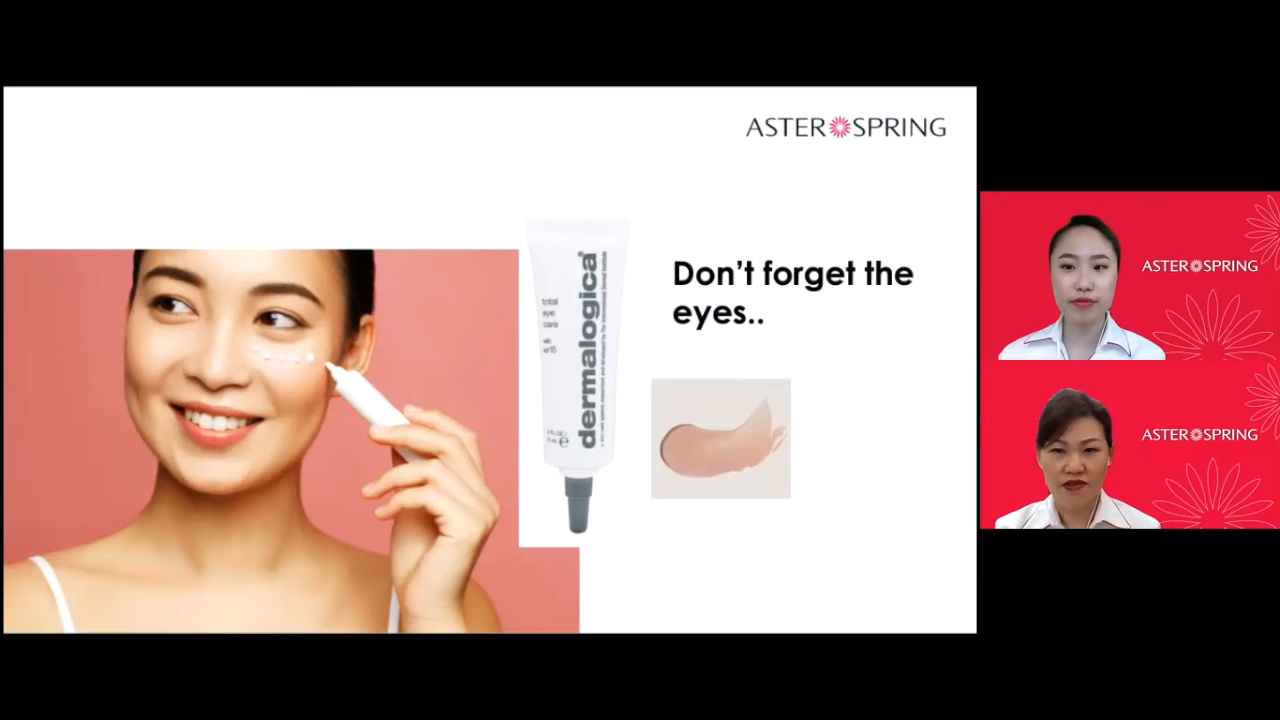 ASTER SPRING
Don't forget the
eyes..
total
eye
care
dermalogica®
ASTER SPRING
ASTER SPRING